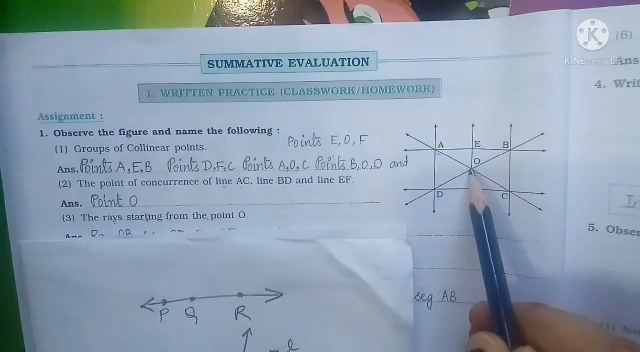 (6)
KINEMASTER
Ans
SUMMATIVE EVALUATION
4. Writ
1. WRITTEN PRACTICE (CLASSWORK/HOMEWORK)
Assignment :
1. Observe the figure and name the following :
(1) Groups of Collinear points.
Points E, O, F
Ans. Points A, E, B Points D, F, C Points A, O, C Points B, O, D and
(2) The point of concurrence of line AC, line BD and line EF.
Ans. Point O
(3) The rays starting from the point O.
A E B
O
D C
5. Obser
seg AB
P Q R
l